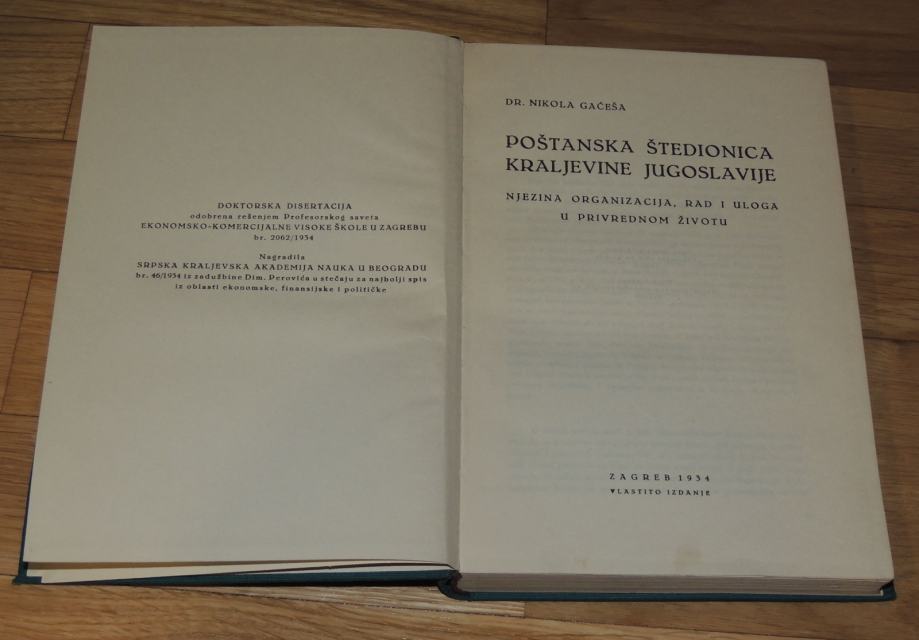 DOKTORSKA DISERTACIJA
odobrena rešenjem Profesorskog saveta
EKONOMSKO-KOMERCIJALNE VISOKE ŠKOLE U ZAGREBU
br. 2062/1934
Nagradila
SRPSKA KRALJEVSKA AKADEMIJA NAUKA U BEOGRADU
br. 46/1934 iz zadužbine Dim. Perovića u stečaju za najbolji spis
iz oblasti ekonomske, finansijske i političke
DR. NIKOLA GAĆEŠA
POŠTANSKA ŠTEDIONICA
KRALJEVINE JUGOSLAVIJE
NJEZINA ORGANIZACIJA, RAD I ULOGA
U PRIVREDNOM ŽIVOTU
ZAGREB 1934
VLASTITO IZDANJE